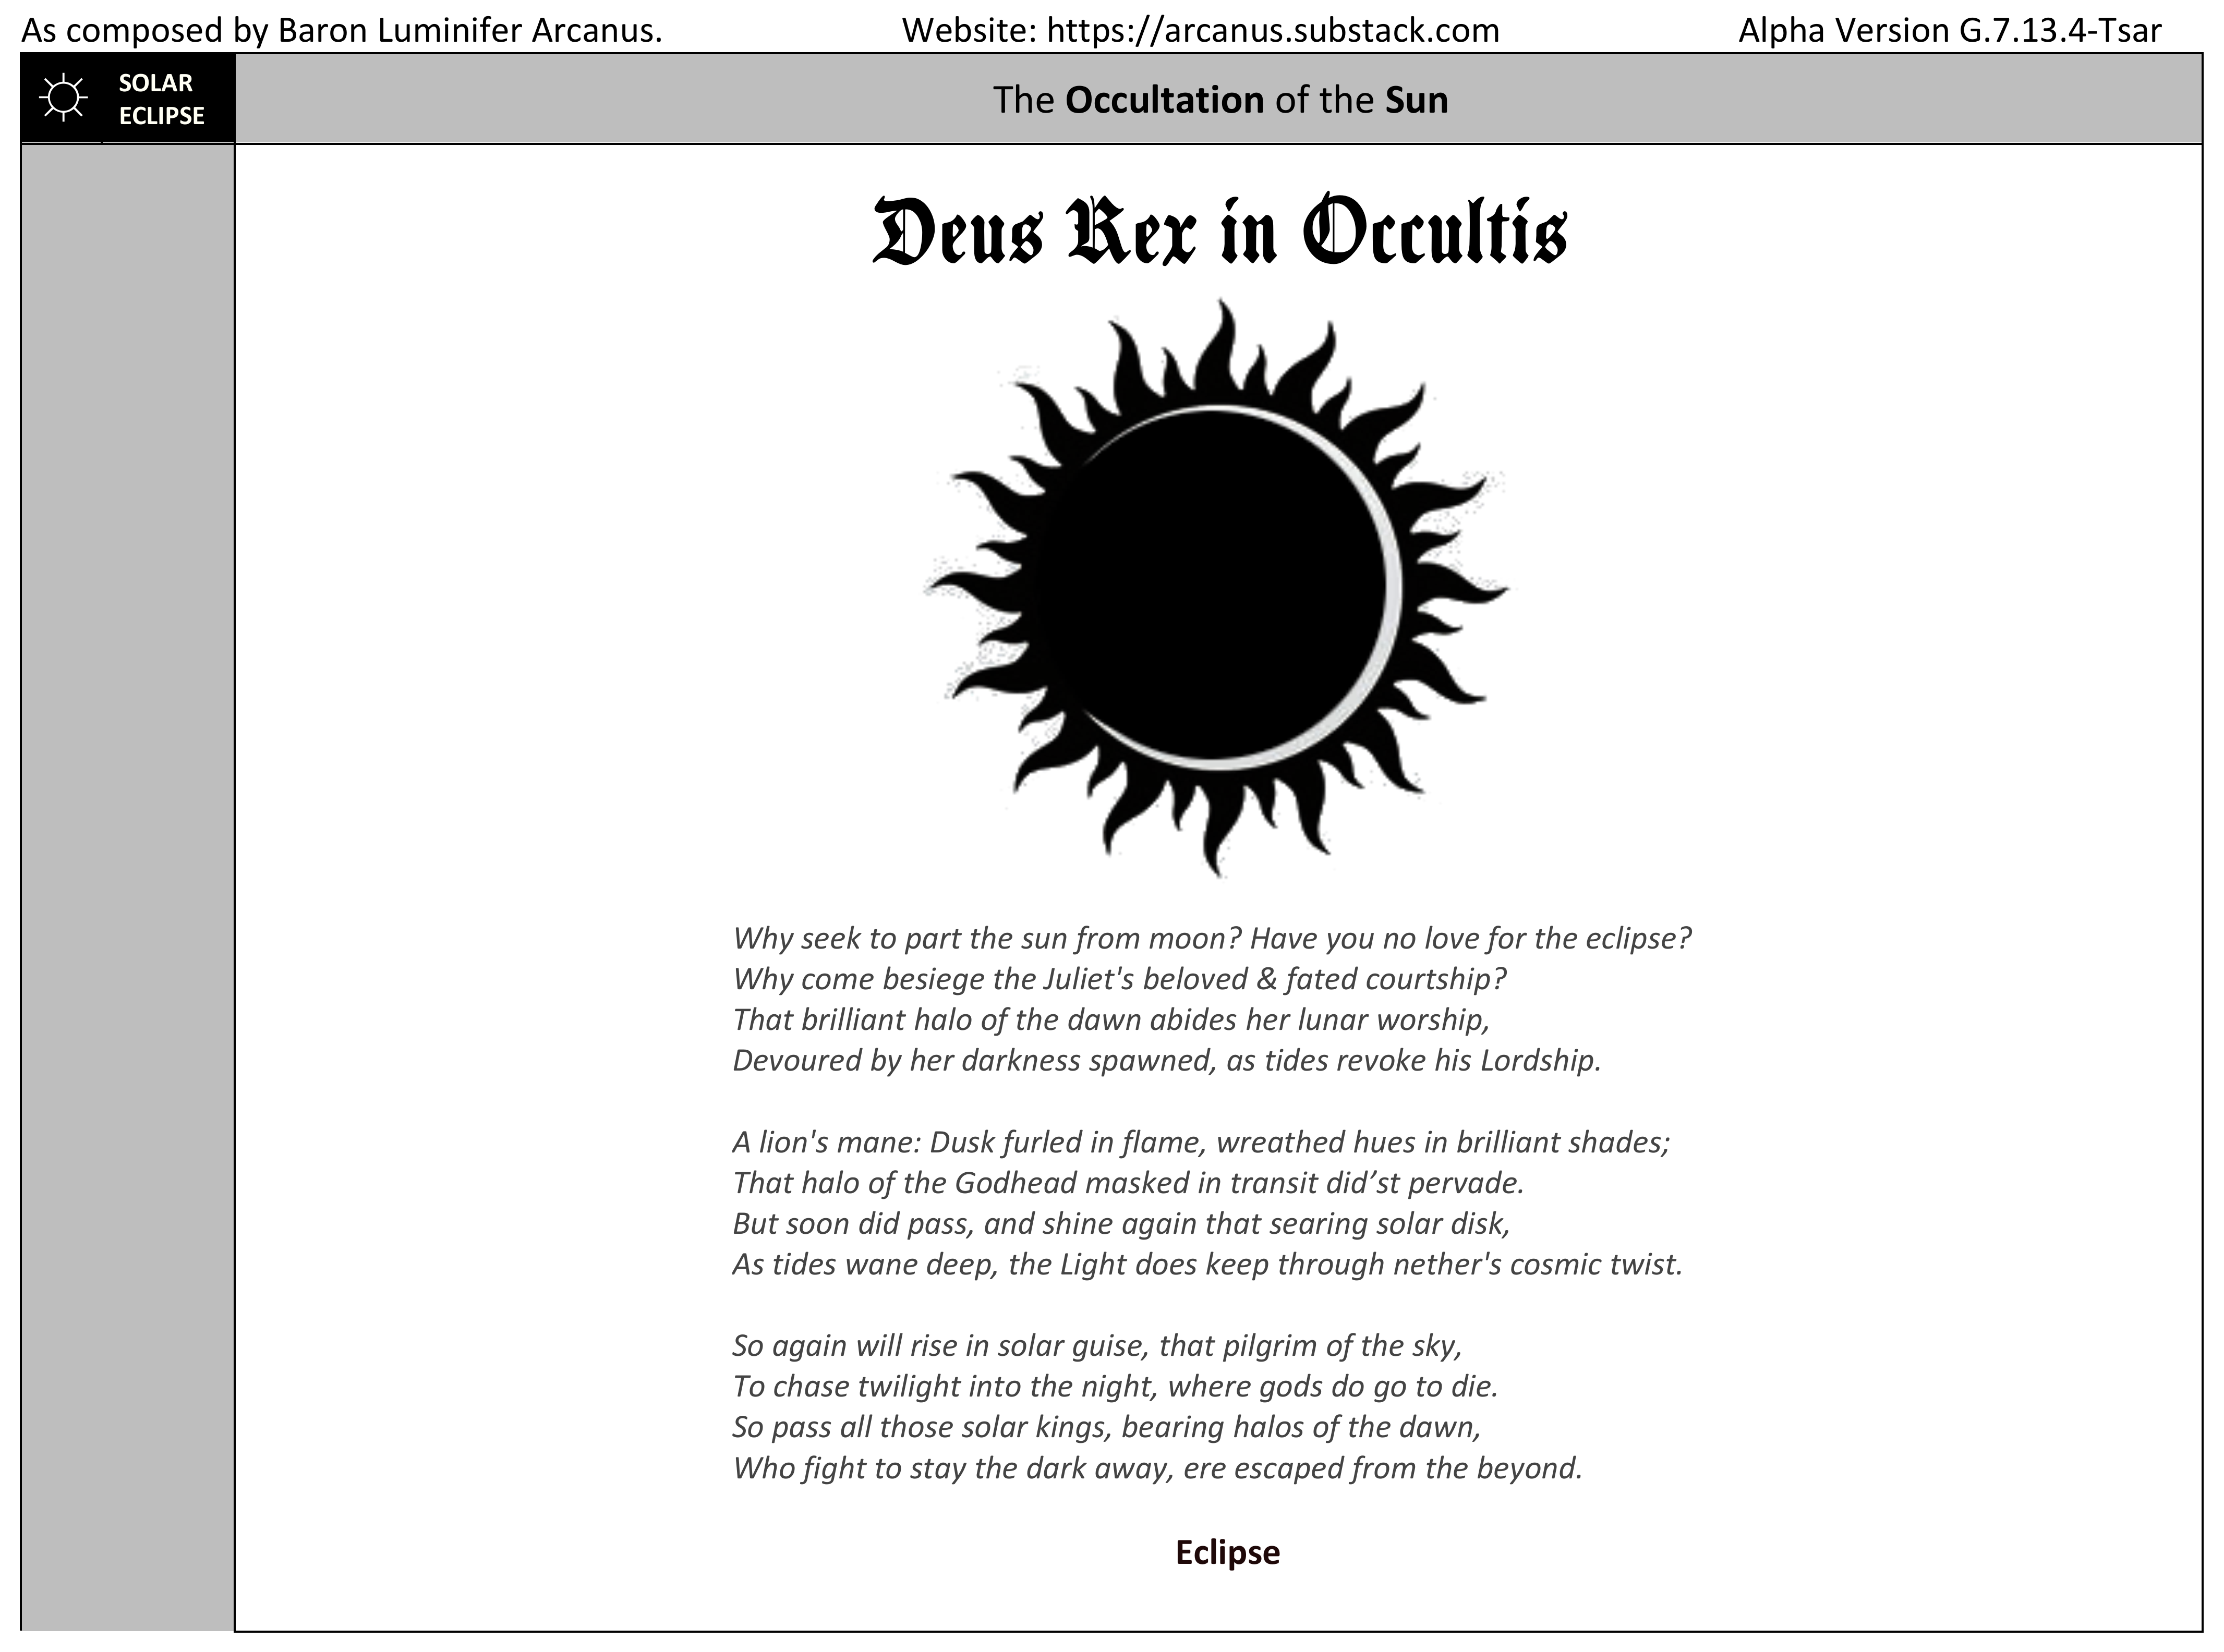 As composed by Baron Luminifer Arcanus. Website: https://arcanus.substack.com Alpha Version G.7.13.4-Tsar
SOLAR
ECLIPSE
The Occultation of the Sun
Deus Rex in Occultis
Why seek to part the sun from moon? Have you no love for the eclipse?
Why come besiege the Juliet's beloved & fated courtship?
That brilliant halo of the dawn abides her lunar worship,
Devoured by her darkness spawned, as tides revoke his Lordship.
A lion's mane: Dusk furled in flame, wreathed hues in brilliant shades;
That halo of the Godhead masked in transit did’st pervade.
But soon did pass, and shine again that searing solar disk,
As tides wane deep, the Light does keep through nether's cosmic twist.
So again will rise in solar guise, that pilgrim of the sky,
To chase twilight into the night, where gods do go to die.
So pass all those solar kings, bearing halos of the dawn,
Who fight to stay the dark away, ere escaped from the beyond.
Eclipse